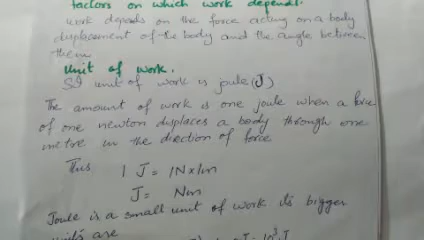 factors on which work depends.
work depends on the force acting on a body
displacement of the body and the angle between
them
Unit of work.
SI unit of work is joule (J)
The amount of work is one joule when a force
of one newton displaces a body through one
metre in the direction of force
Thus 1 J = 1N x 1m
J = Nm
Joule is a small unit of work its bigger
units are
J = 10³ J